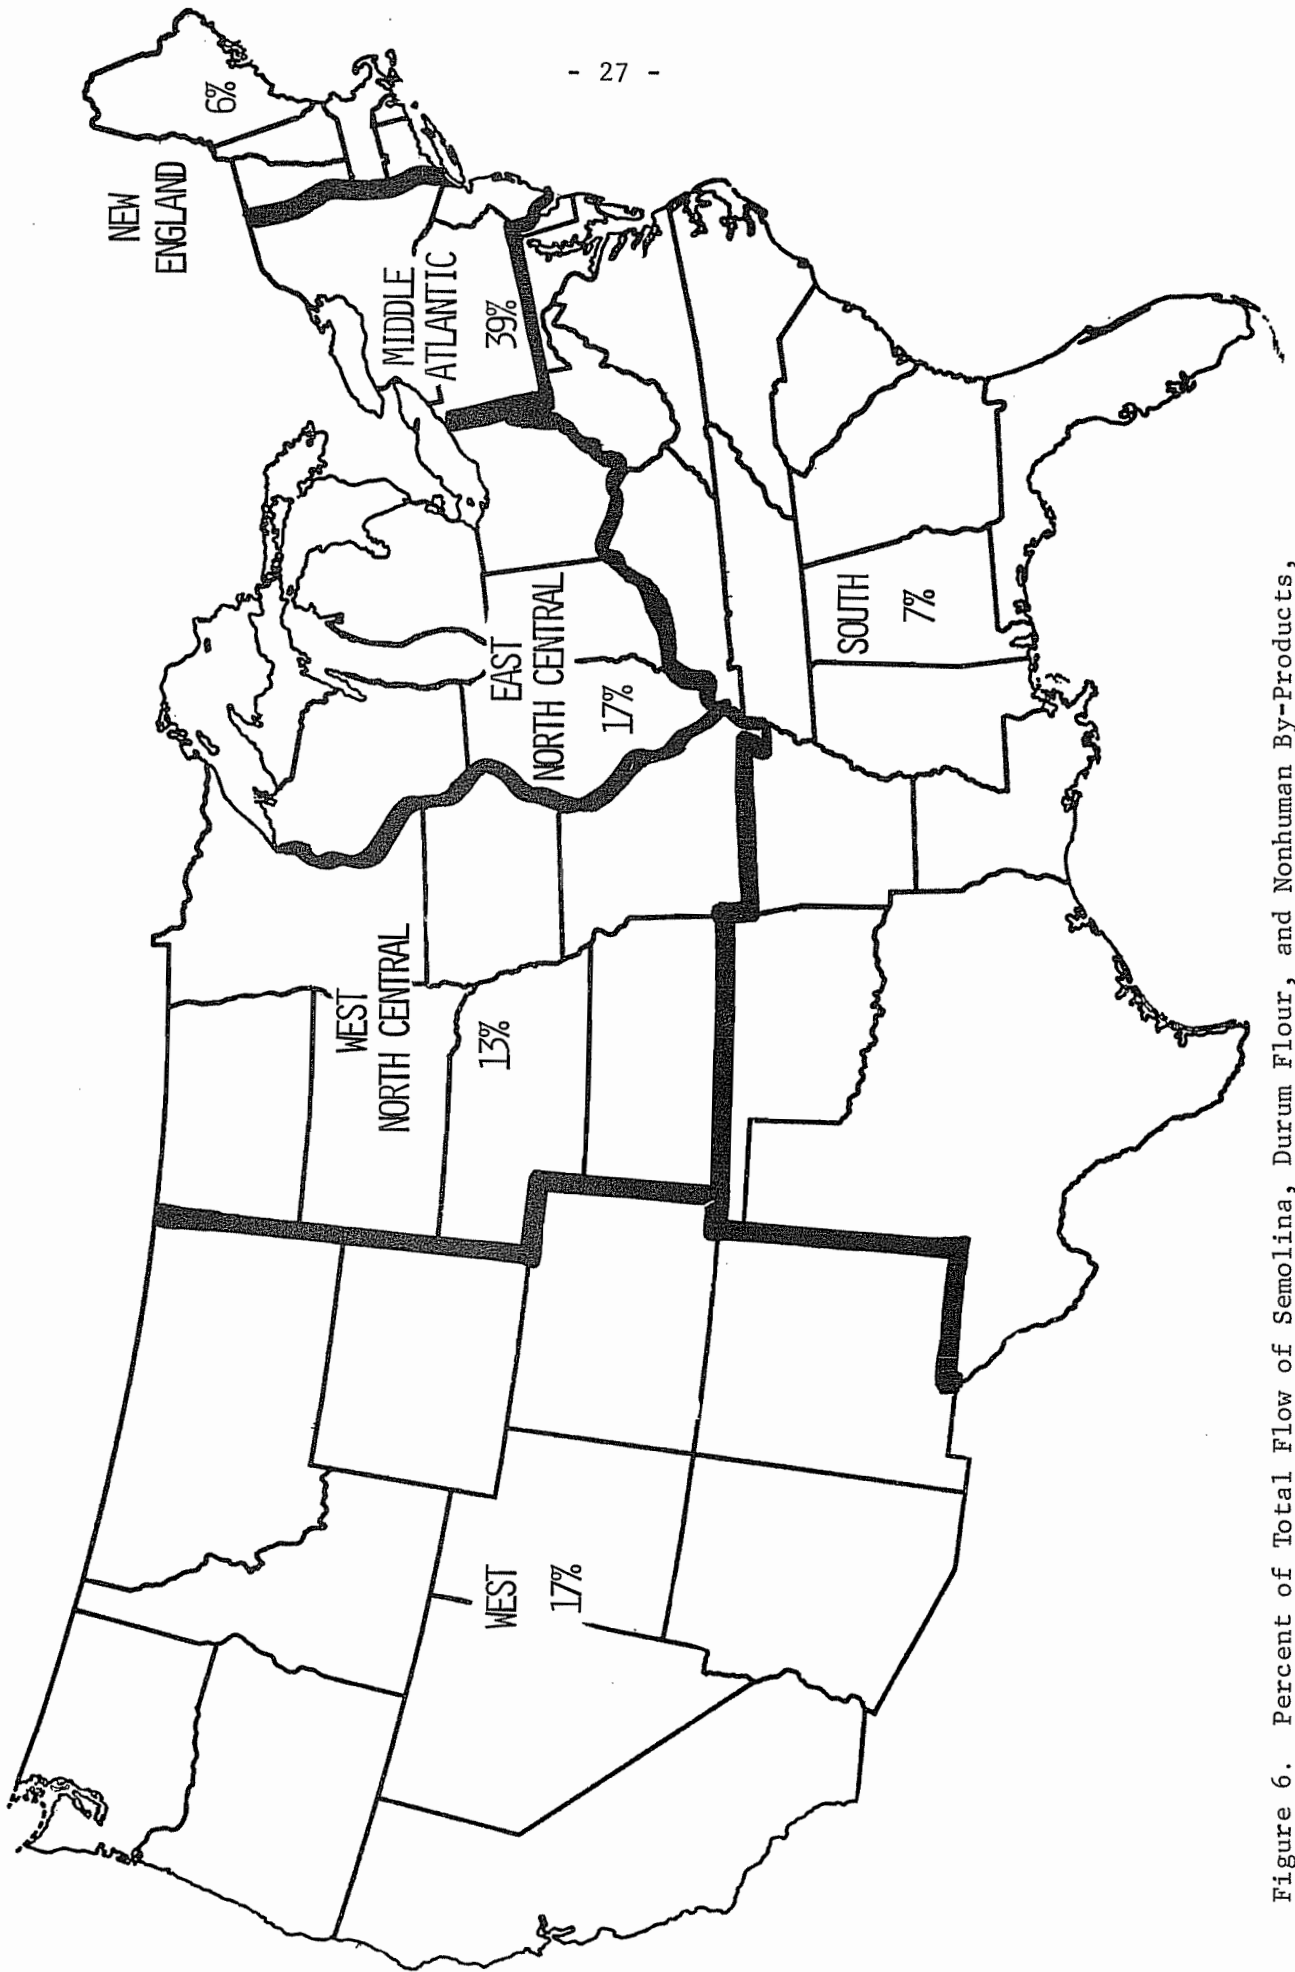 - 27 -
NEW
ENGLAND
6%
MIDDLE
ATLANTIC
39%
EAST
NORTH CENTRAL
17%
WEST
NORTH CENTRAL
13%
SOUTH
7%
WEST
17%
Figure 6. Percent of Total Flow of Semolina, Durum Flour, and Nonhuman By-Products,